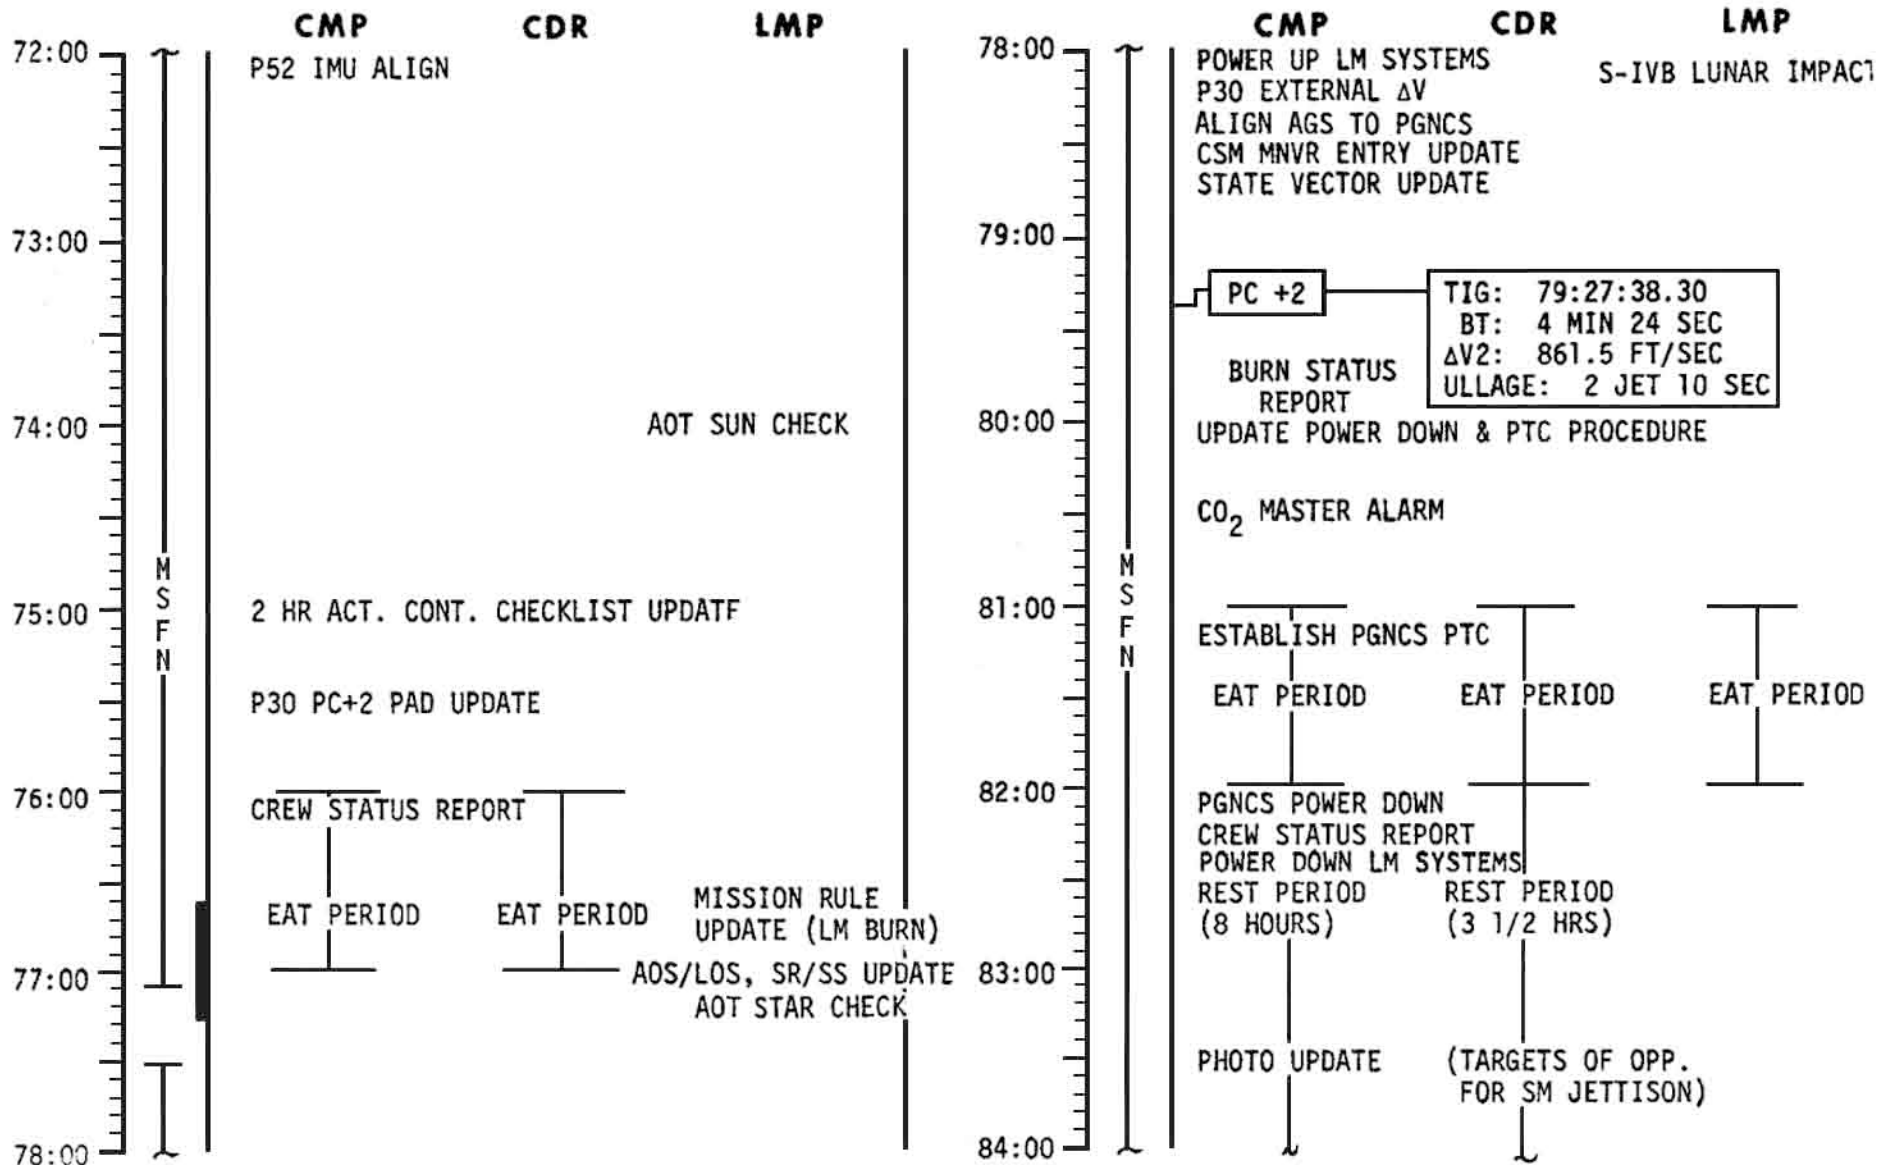 CMP CDR LMP
72:00
P52 IMU ALIGN
73:00
74:00
AOT SUN CHECK
MSFN
75:00
2 HR ACT. CONT. CHECKLIST UPDATE
P30 PC+2 PAD UPDATE
76:00
CREW STATUS REPORT
EAT PERIOD EAT PERIOD
MISSION RULE
UPDATE (LM BURN)
77:00
AOS/LOS, SR/SS UPDATE
AOT STAR CHECK
78:00
CMP CDR LMP
78:00
POWER UP LM SYSTEMS
S-IVB LUNAR IMPACT
P30 EXTERNAL ΔV
ALIGN AGS TO PGNCS
CSM MNVR ENTRY UPDATE
STATE VECTOR UPDATE
79:00
PC +2
TIG: 79:27:38.30
BT: 4 MIN 24 SEC
ΔV2: 861.5 FT/SEC
ULLAGE: 2 JET 10 SEC
BURN STATUS
REPORT
80:00
UPDATE POWER DOWN & PTC PROCEDURE
CO2 MASTER ALARM
MSFN
81:00
ESTABLISH PGNCS PTC
EAT PERIOD EAT PERIOD EAT PERIOD
82:00
PGNCS POWER DOWN
CREW STATUS REPORT
POWER DOWN LM SYSTEMS
REST PERIOD REST PERIOD
(8 HOURS) (3 1/2 HRS)
83:00
PHOTO UPDATE (TARGETS OF OPP.
FOR SM JETTISON)
84:00